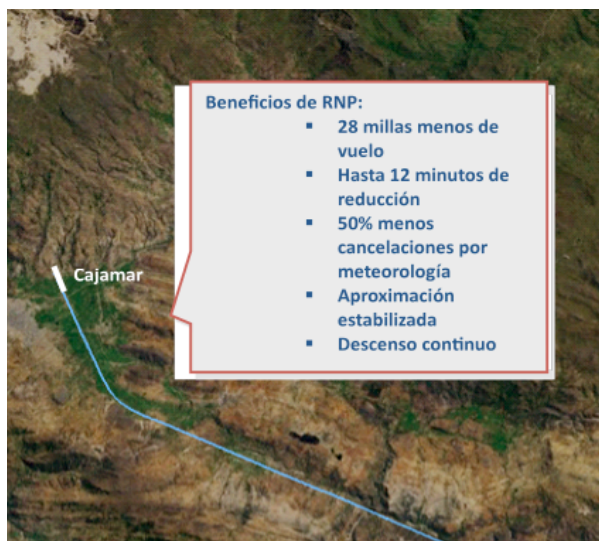 Beneficios de RNP:
▪ 28 millas menos de
vuelo
▪ Hasta 12 minutos de
reducción
▪ 50% menos
cancelaciones por
meteorología
▪ Aproximación
estabilizada
▪ Descenso continuo
Cajamar